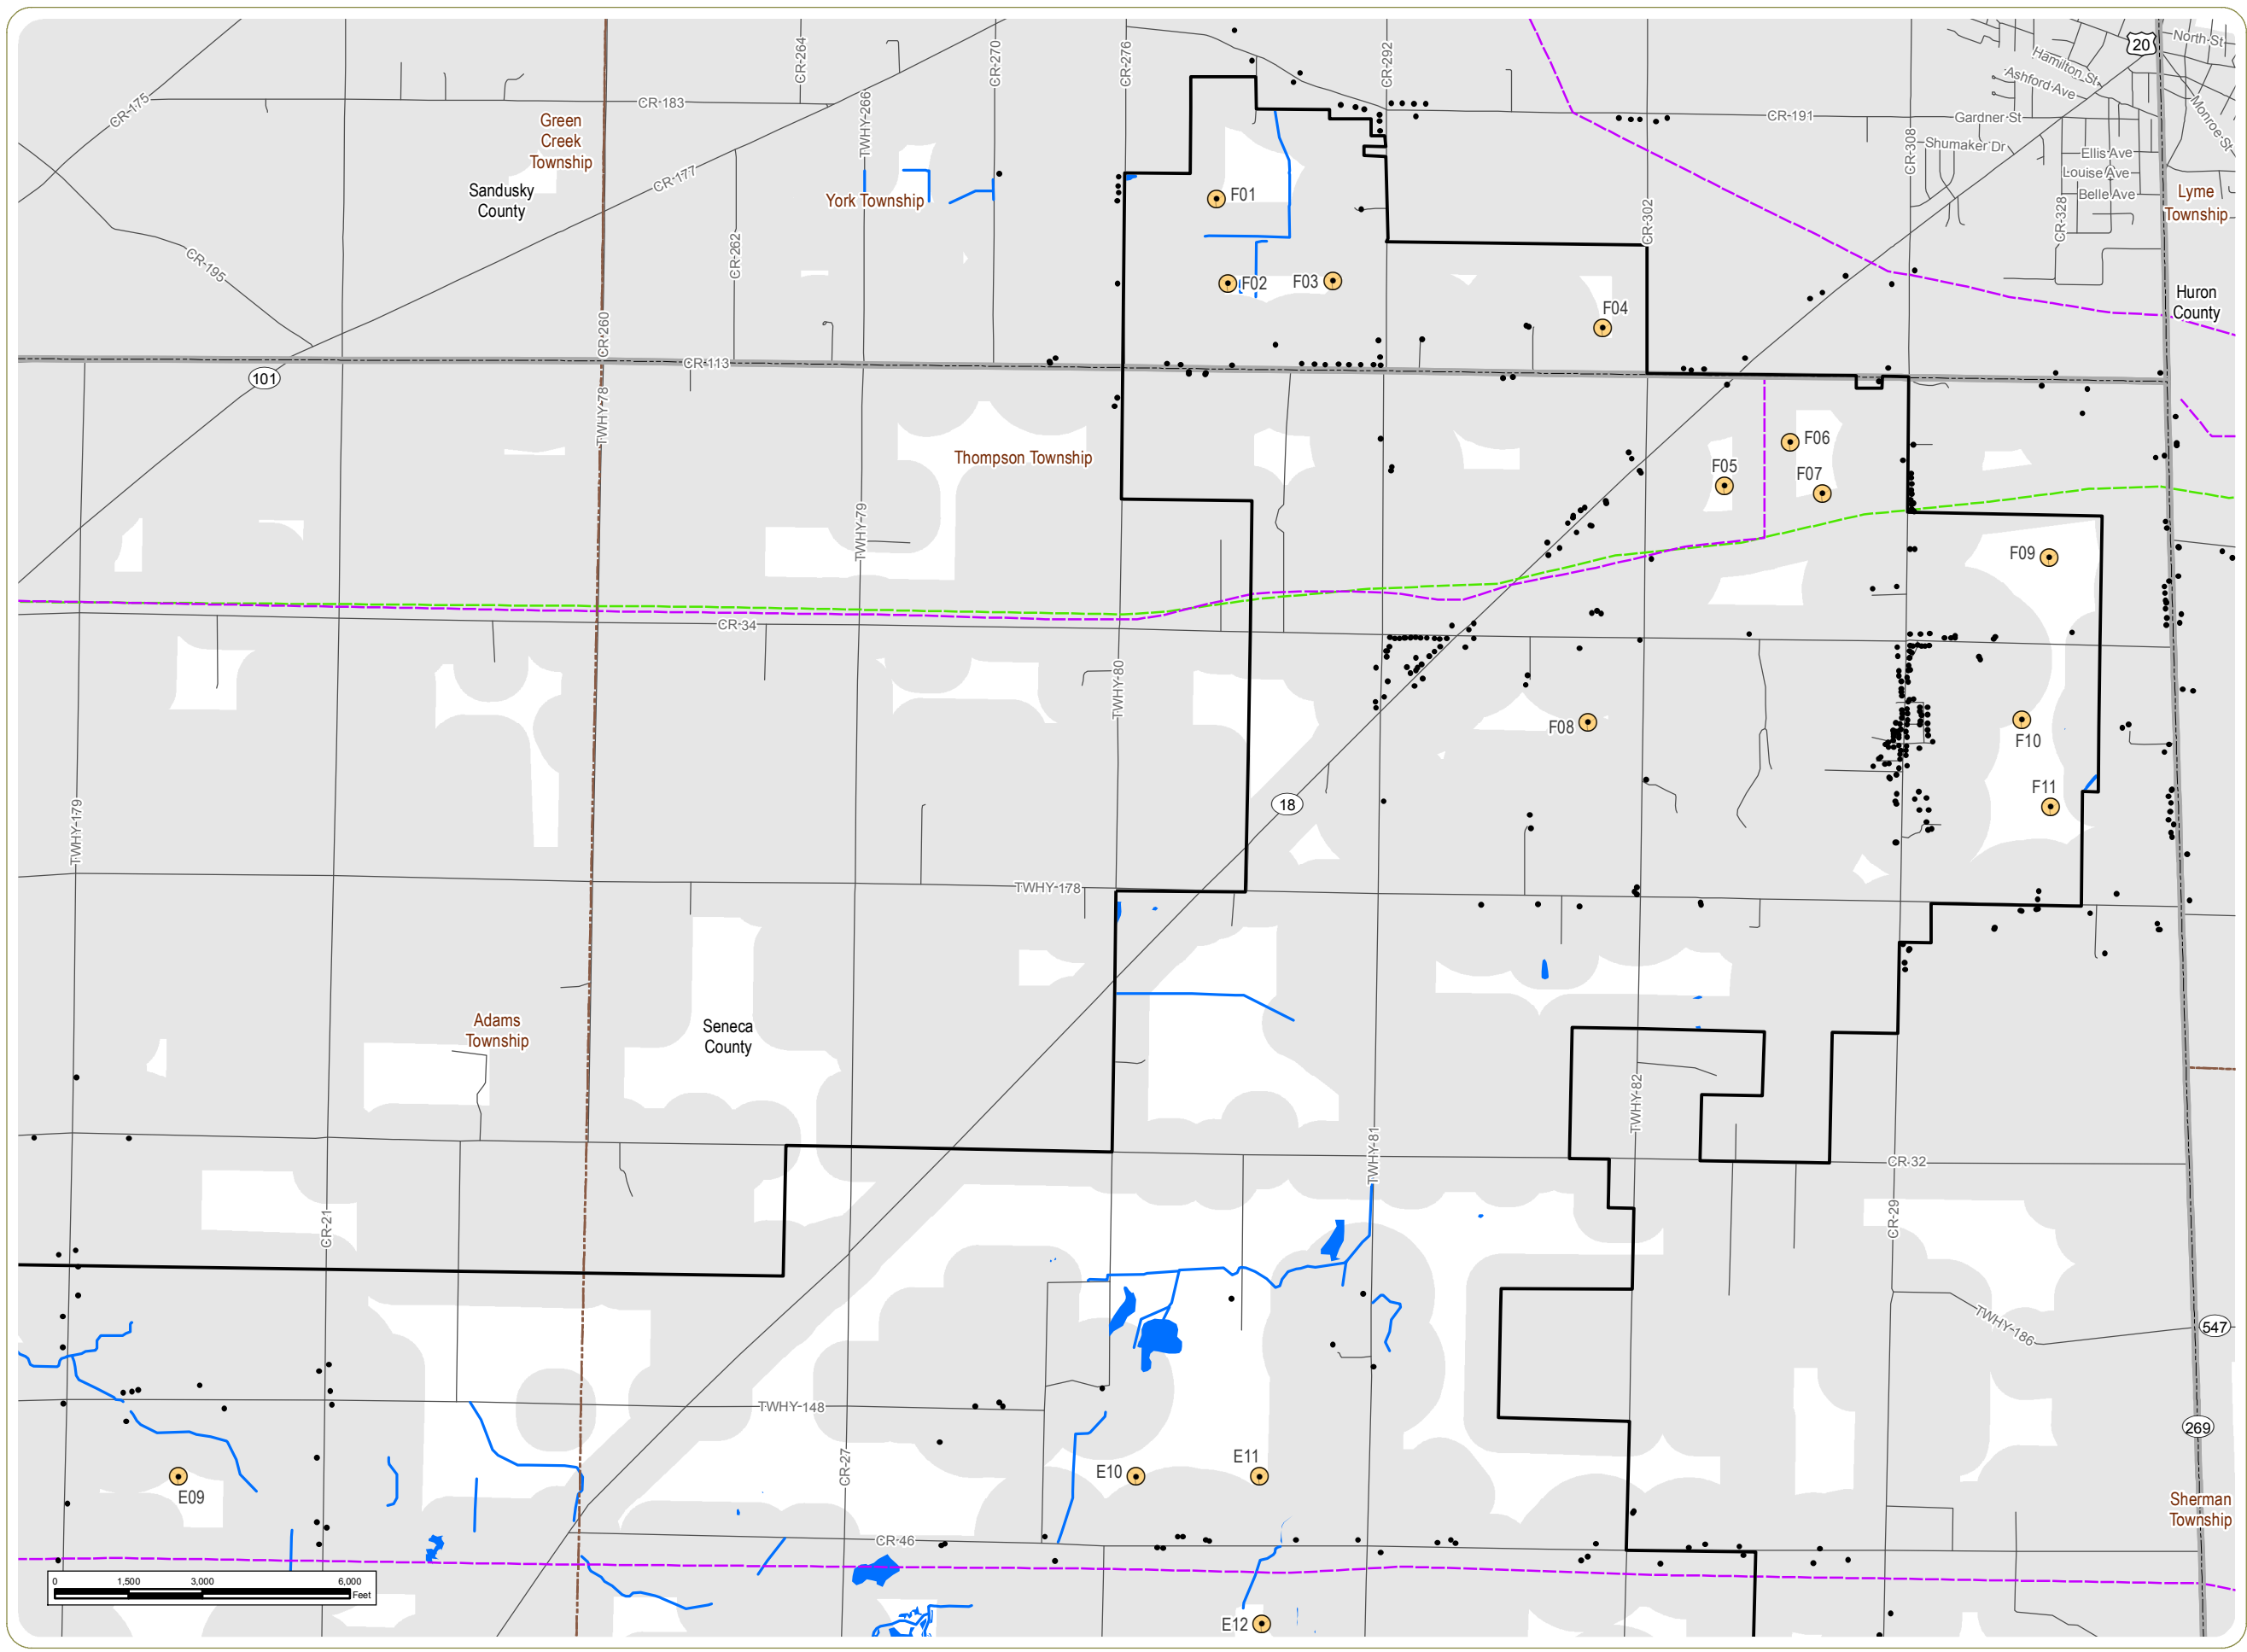 North St
20
Hamilton St
Ashford Ave
Monroe St
CR-264
CR-270
CR-276
CR-292
CR-175
CR-183
TWHY-266
CR-191
Gardner St
Green
Creek
Township
CR-308
Shumaker Dr
Ellis Ave
Louise Ave
Belle Ave
CR-177
Sandusky
County
York Township
F01
CR-302
CR-328
Lyme
Township
CR-195
CR-262
F02
F03
Huron
County
F04
CR-260
CR-113
101
TWHY-78
Thompson Township
F05
F06
F07
TWHY-79
F09
CR-34
TWHY-80
F08
F10
F11
18
TWHY-179
TWHY-178
Adams
Township
Seneca
County
TWHY-82
TWHY-81
CR-32
CR-21
CR-29
TWHY-186
547
TWHY-148
269
CR-27
E09
E10
E11
Sherman
Township
CR-46
0
1,500
3,000
6,000
Feet
E12